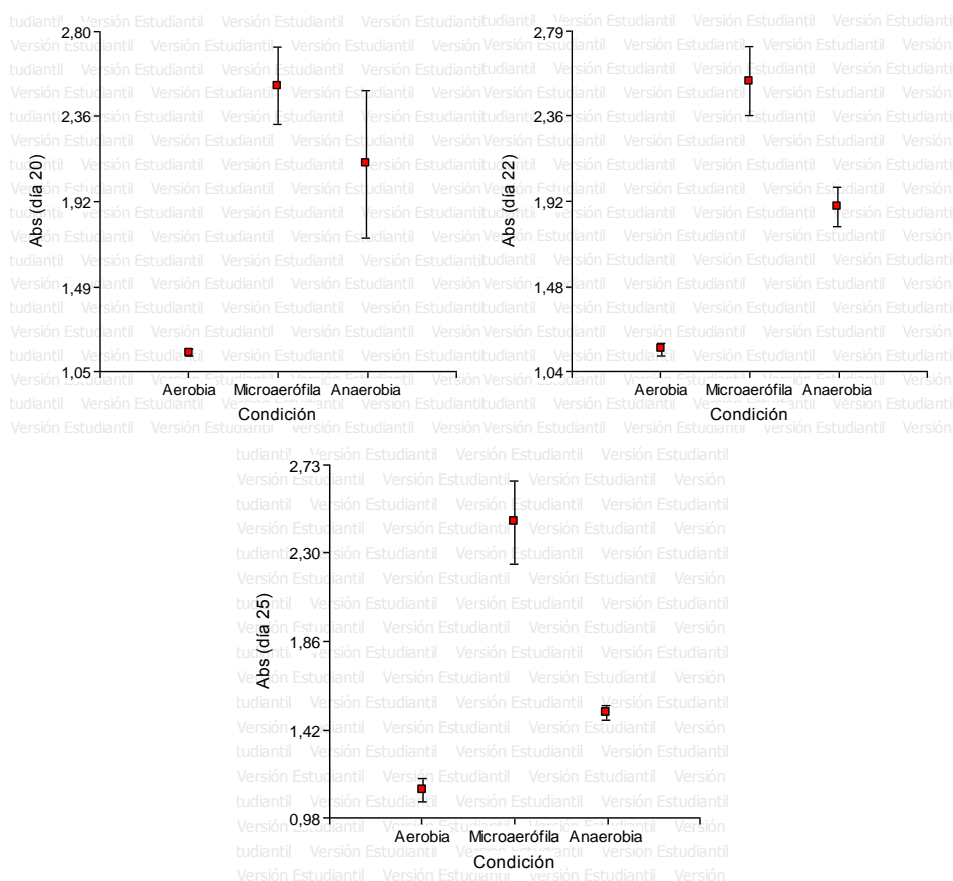 2,80
2,36
1,92
1,49
1,05
Abs (día 20)
Aerobia Microaerófila Anaerobia
Condición
2,79
2,36
1,92
1,48
1,04
Abs (día 22)
Aerobia Microaerófila Anaerobia
Condición
2,73
2,30
1,86
1,42
0,98
Abs (día 25)
Aerobia Microaerófila Anaerobia
Condición
Versión Estudiantil